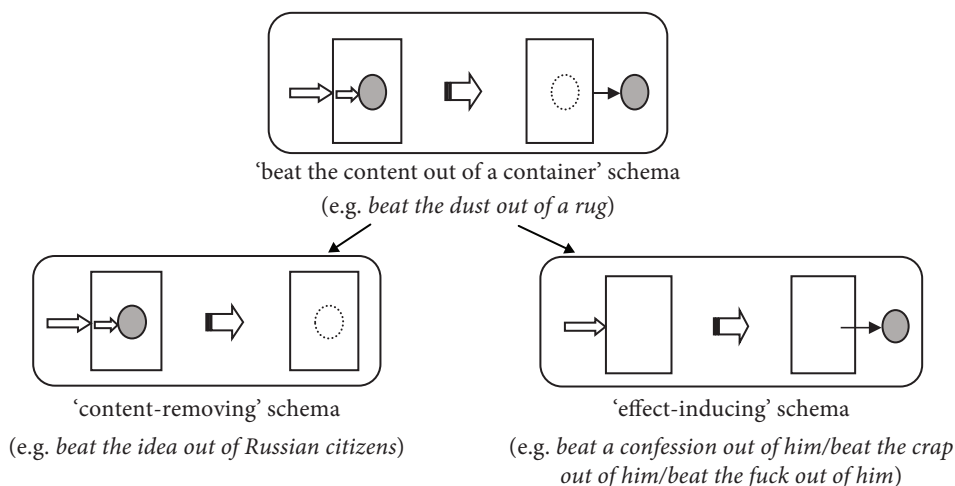 ‘beat the content out of a container’ schema
(e.g. beat the dust out of a rug)
‘content-removing’ schema
(e.g. beat the idea out of Russian citizens)
‘effect-inducing’ schema
(e.g. beat a confession out of him/beat the crap
out of him/beat the fuck out of him)